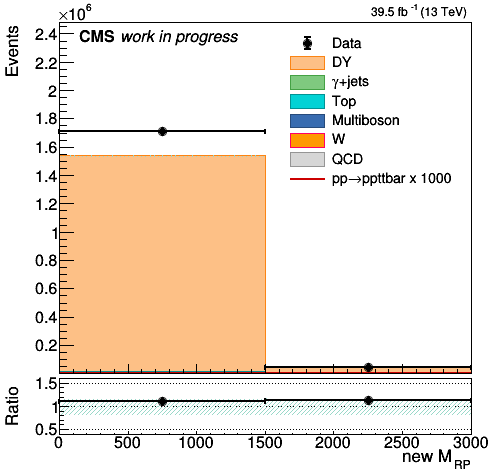 ×10⁶
39.5 fb⁻¹ (13 TeV)
Events
CMS work in progress
2.4
2.2
2
1.8
1.6
1.4
1.2
1
0.8
0.6
0.4
0.2
Data
DY
γ+jets
Top
Multiboson
W
QCD
pp→ppttbar x 1000
Ratio
1.5
1
0.5
0 500 1000 1500 2000 2500 3000
new M_RP